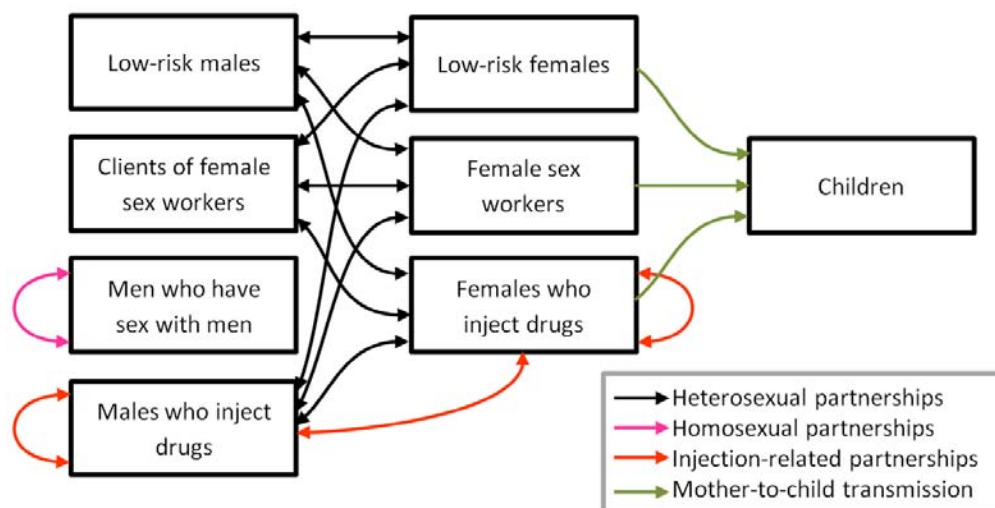 Low-risk males
Low-risk females
Clients of female
sex workers
Female sex
workers
Children
Men who have
sex with men
Females who
inject drugs
Males who inject
drugs
Heterosexual partnerships
Homosexual partnerships
Injection-related partnerships
Mother-to-child transmission